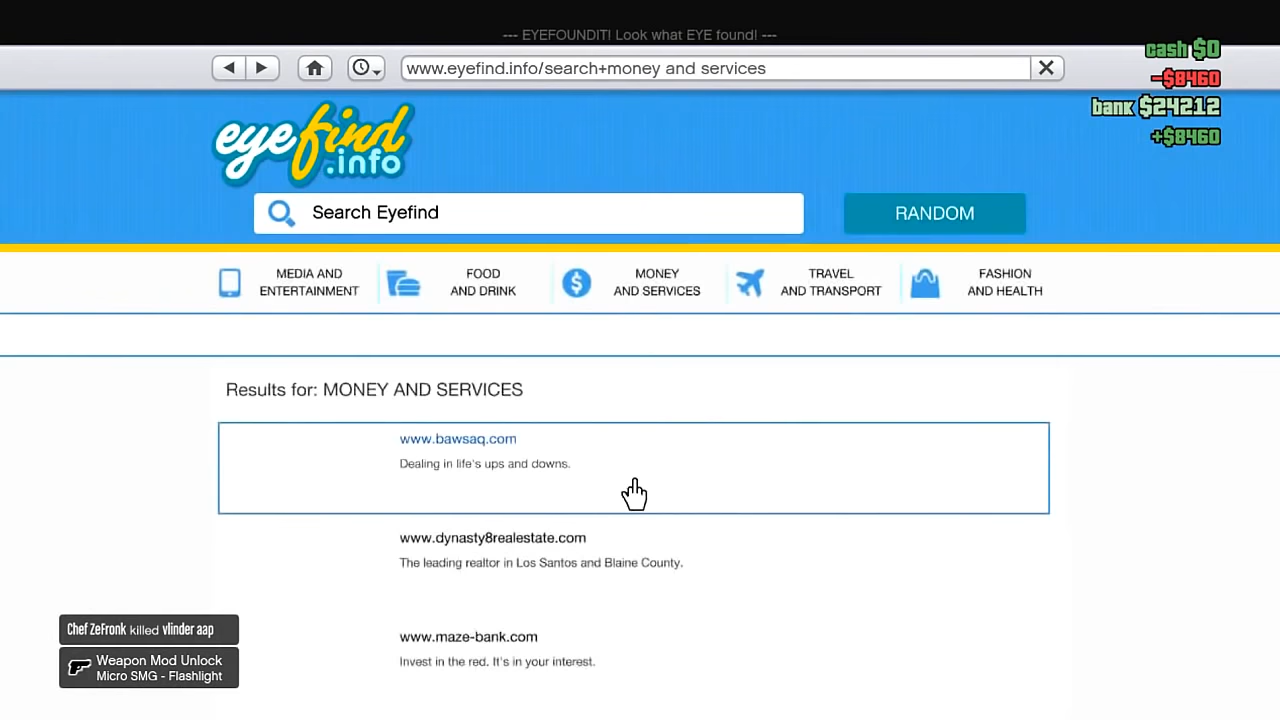 --- EYEFOUNDIT! Look what EYE found! ---
www.eyefind.info/search+money and services
cash $0
-$8460
bank $24212
+$8460
eyefind
.info
Search Eyefind
RANDOM
MEDIA AND
ENTERTAINMENT
FOOD
AND DRINK
MONEY
AND SERVICES
TRAVEL
AND TRANSPORT
FASHION
AND HEALTH
Results for: MONEY AND SERVICES
www.bawsaq.com
Dealing in life's ups and downs.
www.dynasty8realestate.com
The leading realtor in Los Santos and Blaine County.
www.maze-bank.com
Invest in the red. It's in your interest.
Chef ZeFronk killed vlinder aap
Weapon Mod Unlock
Micro SMG - Flashlight